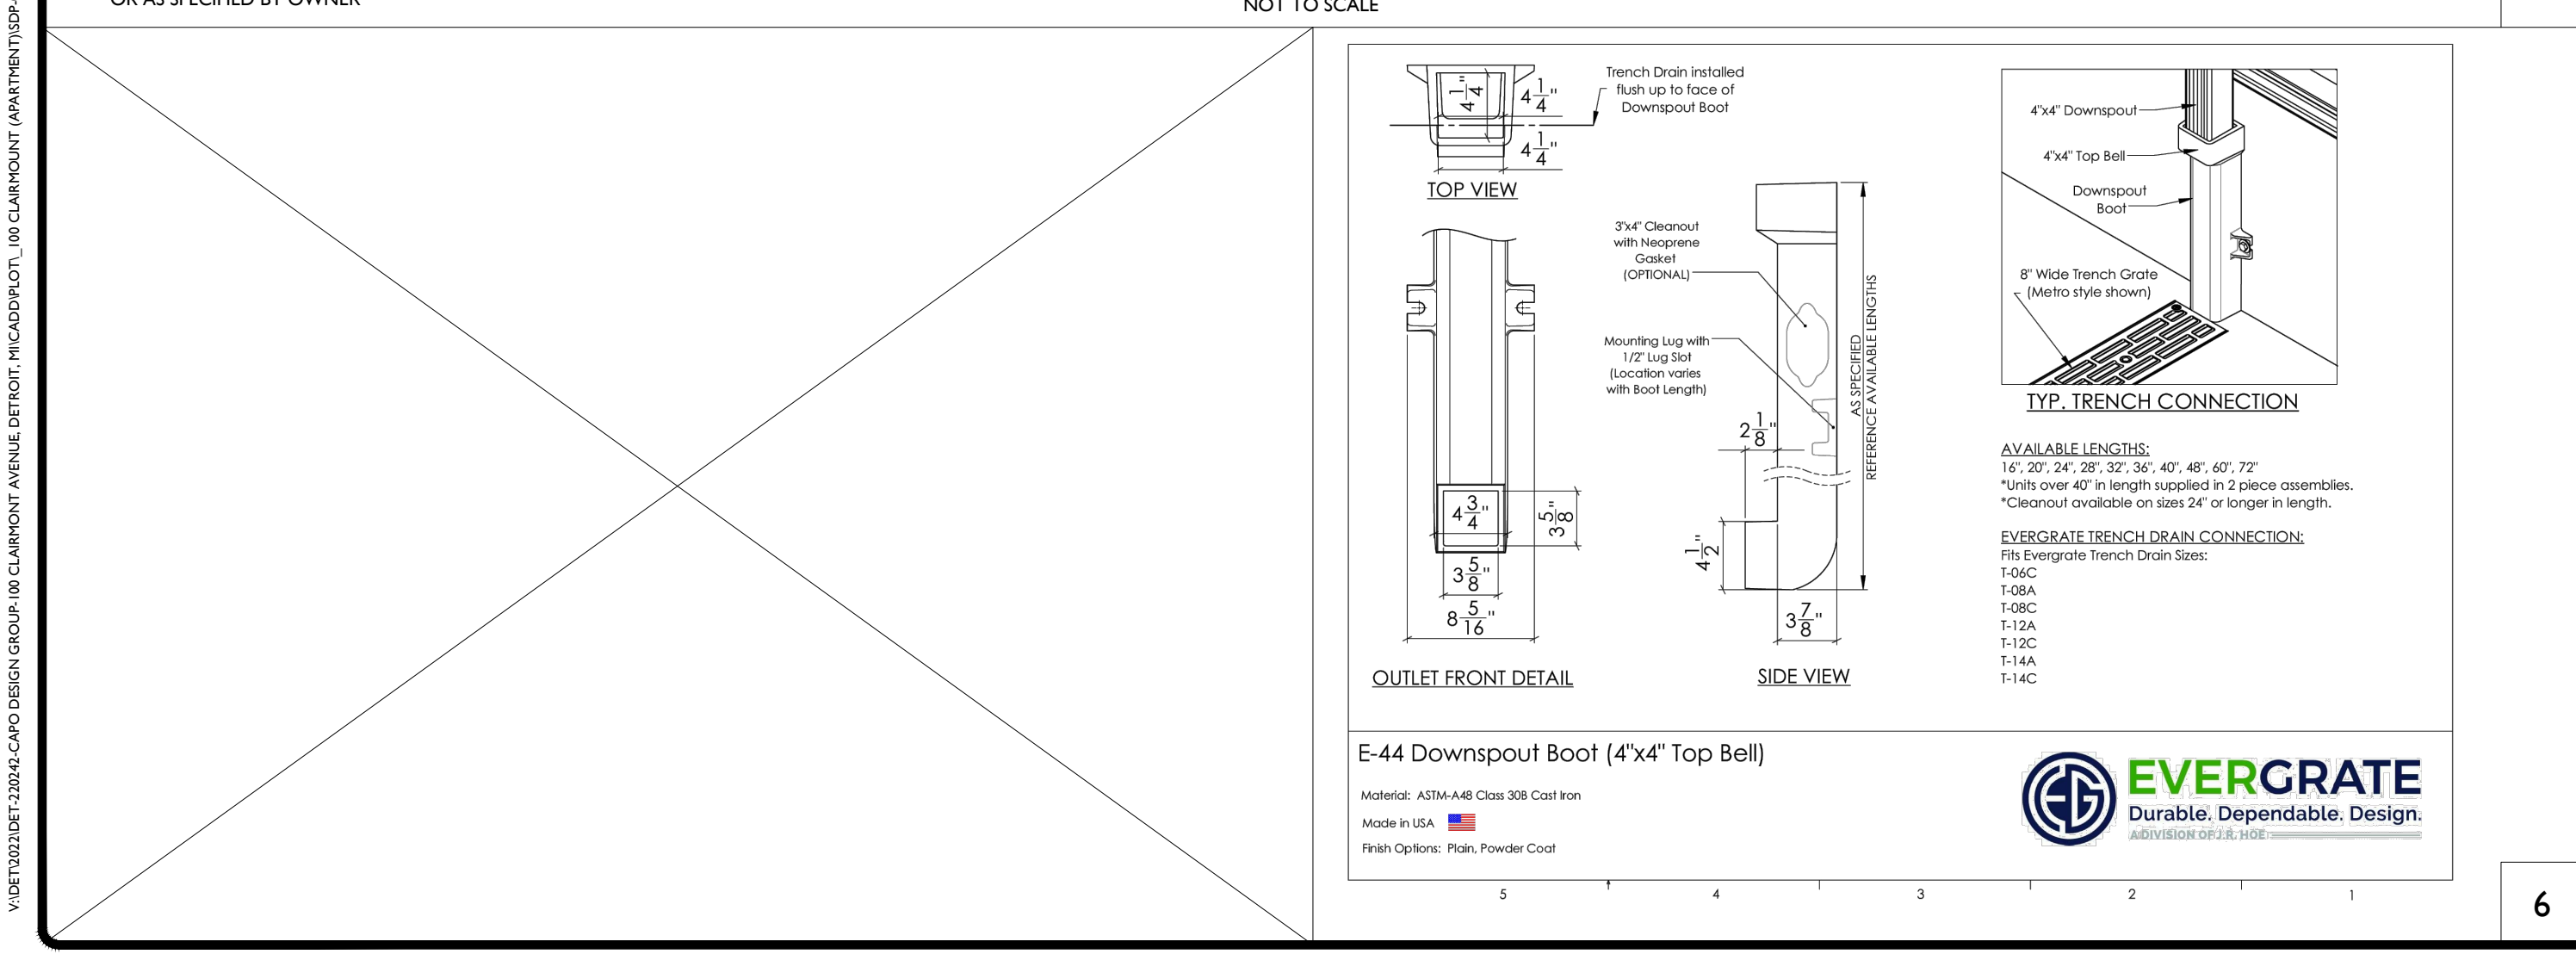 OR AS SPECIFIED BY OWNER
NOT TO SCALE
V:\DET\2022\DET-220242-CAPO DESIGN GROUP-100 CLAIRMONT AVENUE, DETROIT, MI\CADD\PLOT\_100 CLAIRMOUNT (APARTMENT)\SDP-
4 1/4"
4 1/4"
4 1/4"
Trench Drain installed
flush up to face of
Downspout Boot
TOP VIEW
4 3/4"
3 5/8"
3 5/8"
8 5/16"
OUTLET FRONT DETAIL
3"x4" Cleanout
with Neoprene
Gasket
(OPTIONAL)
Mounting Lug with
1/2" Lug Slot
(Location varies
with Boot Length)
2 1/8"
4 1/2"
3 7/8"
AS SPECIFIED
REFERENCE AVAILABLE LENGTHS
SIDE VIEW
4"x4" Downspout
4"x4" Top Bell
Downspout
Boot
8" Wide Trench Grate
(Metro style shown)
TYP. TRENCH CONNECTION
AVAILABLE LENGTHS:
16", 20", 24", 28", 32", 36", 40", 48", 60", 72"
*Units over 40" in length supplied in 2 piece assemblies.
*Cleanout available on sizes 24" or longer in length.
EVERGRATE TRENCH DRAIN CONNECTION:
Fits Evergrate Trench Drain Sizes:
T-06C
T-08A
T-08C
T-12A
T-12C
T-14A
T-14C
E-44 Downspout Boot (4"x4" Top Bell)
Material: ASTM-A48 Class 30B Cast Iron
Made in USA
Finish Options: Plain, Powder Coat
EG
EVERGRATE
Durable. Dependable. Design.
A DIVISION OF J.R. HOE
5 4 3 2 1
6